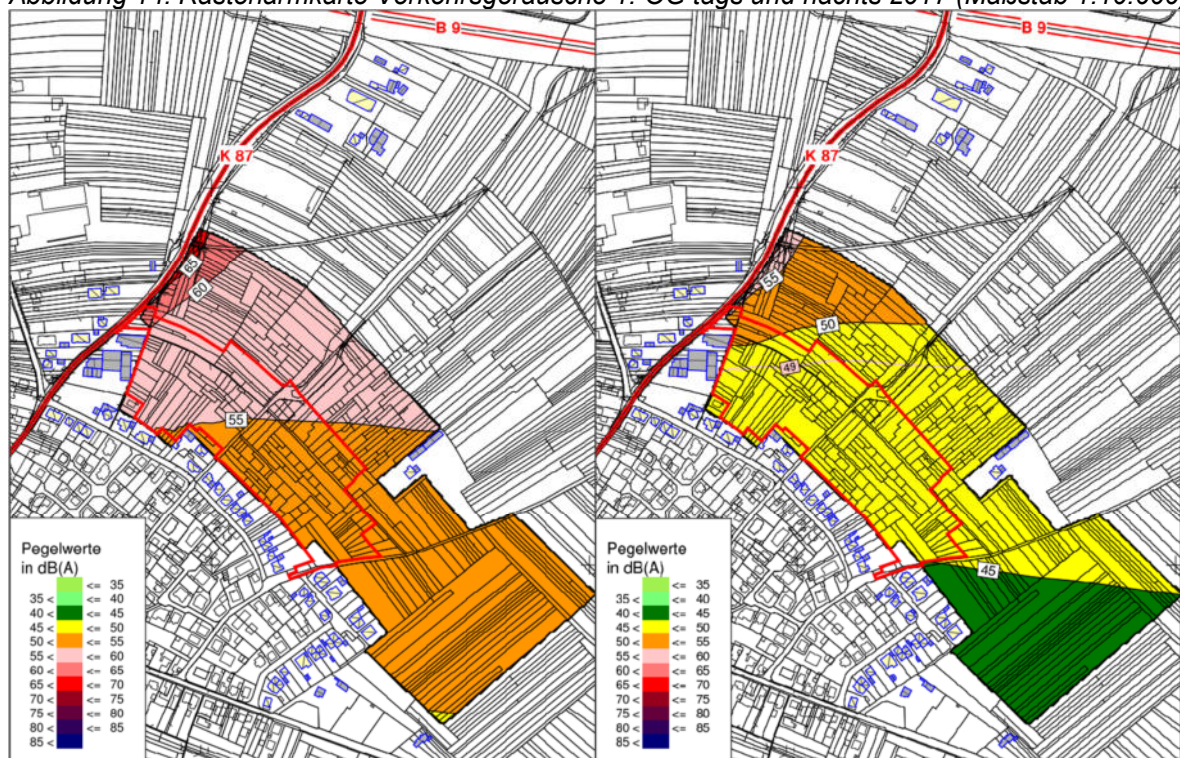 Abbildung 11: Rasterlärmkarte Verkehrsgeräusche 1. OG tags und nachts 2017 (Maßstab 1:10.000)
B 9
K 87
65
60
55
Pegelwerte
in dB(A)
<= 35
35 < <= 40
40 < <= 45
45 < <= 50
50 < <= 55
55 < <= 60
60 < <= 65
65 < <= 70
70 < <= 75
75 < <= 80
80 < <= 85
85 <
B 9
K 87
55
50
49
45
Pegelwerte
in dB(A)
<= 35
35 < <= 40
40 < <= 45
45 < <= 50
50 < <= 55
55 < <= 60
60 < <= 65
65 < <= 70
70 < <= 75
75 < <= 80
80 < <= 85
85 <